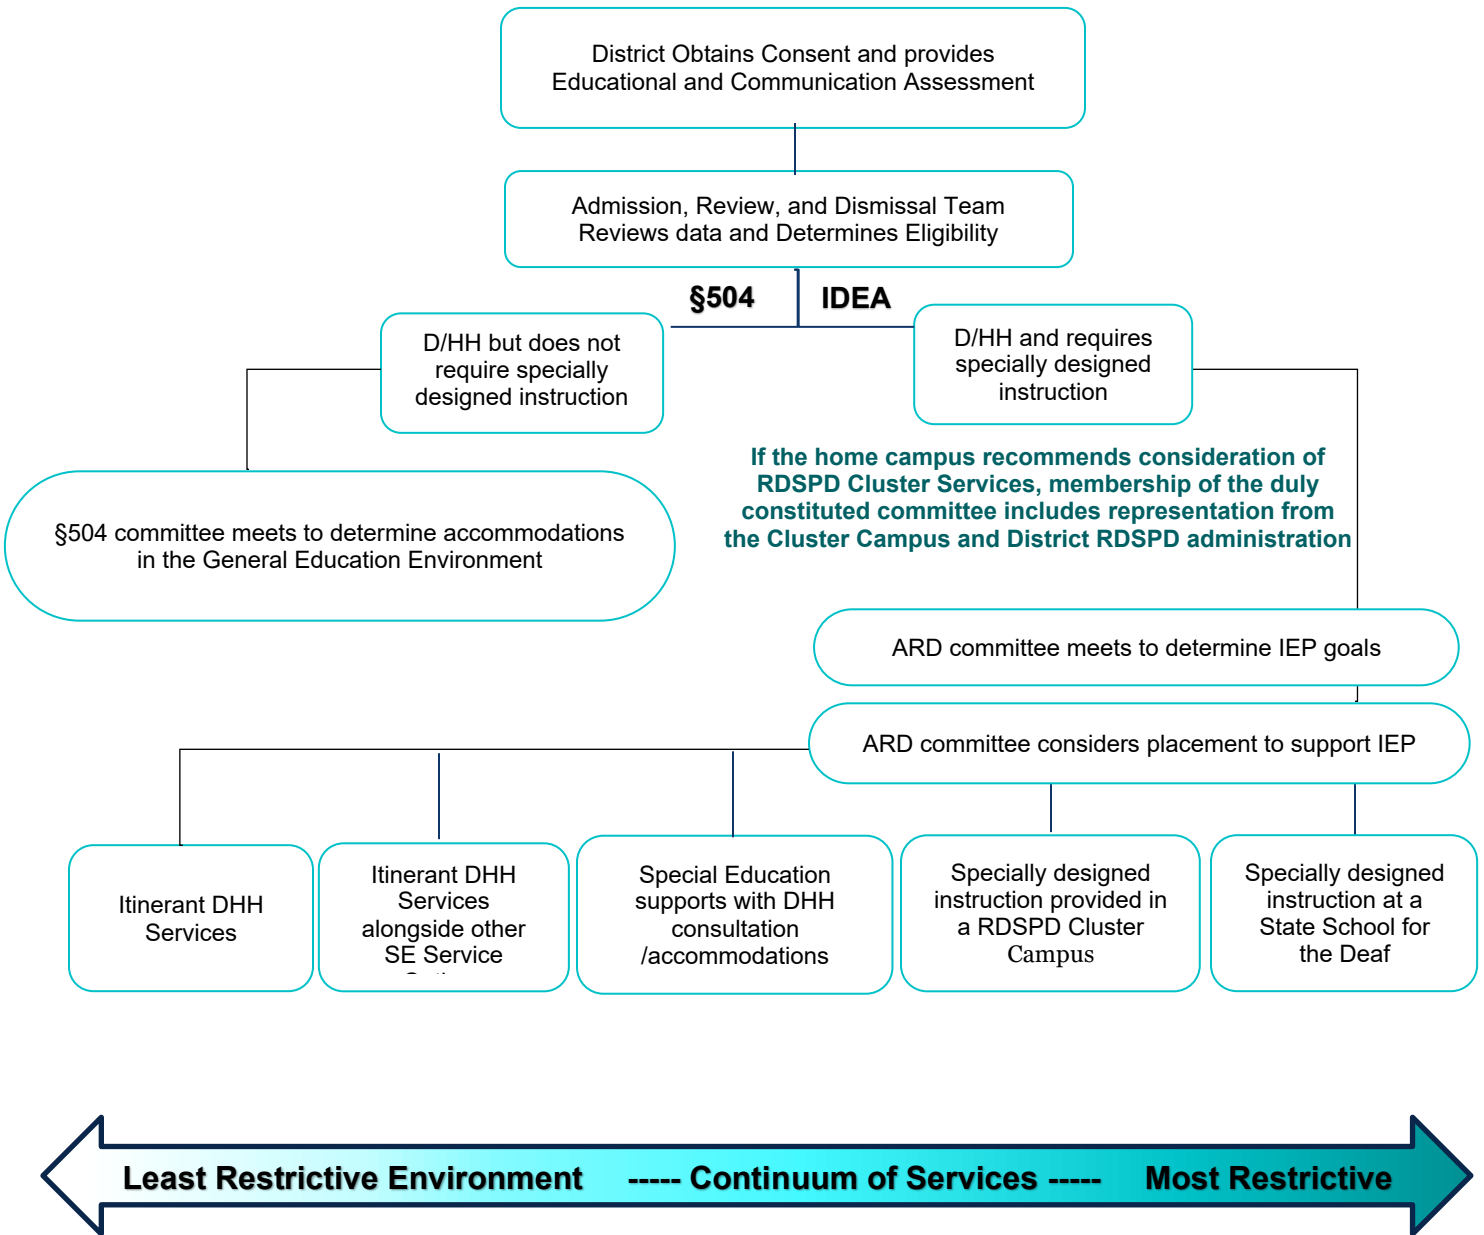 District Obtains Consent and provides
Educational and Communication Assessment
Admission, Review, and Dismissal Team
Reviews data and Determines Eligibility
§504
IDEA
D/HH but does not
require specially
designed instruction
D/HH and requires
specially designed
instruction
If the home campus recommends consideration of
RDSPD Cluster Services, membership of the duly
constituted committee includes representation from
the Cluster Campus and District RDSPD administration
§504 committee meets to determine accommodations
in the General Education Environment
ARD committee meets to determine IEP goals
ARD committee considers placement to support IEP
Itinerant DHH
Services
Itinerant DHH
Services
alongside other
SE Service
Special Education
supports with DHH
consultation
/accommodations
Specially designed
instruction provided in
a RDSPD Cluster
Campus
Specially designed
instruction at a
State School for
the Deaf
Least Restrictive Environment ----- Continuum of Services ----- Most Restrictive